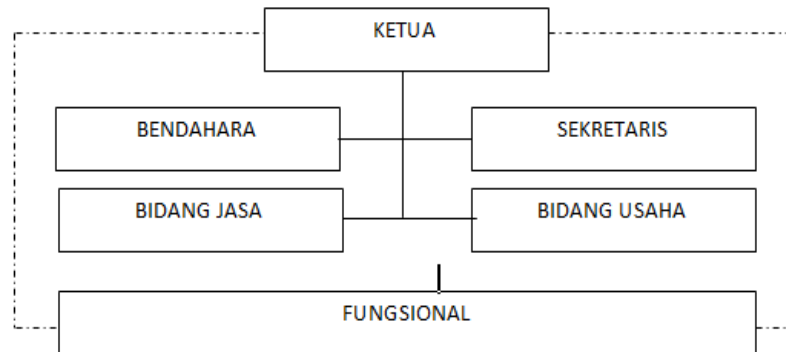 KETUA
BENDAHARA
SEKRETARIS
BIDANG JASA
BIDANG USAHA
FUNGSIONAL